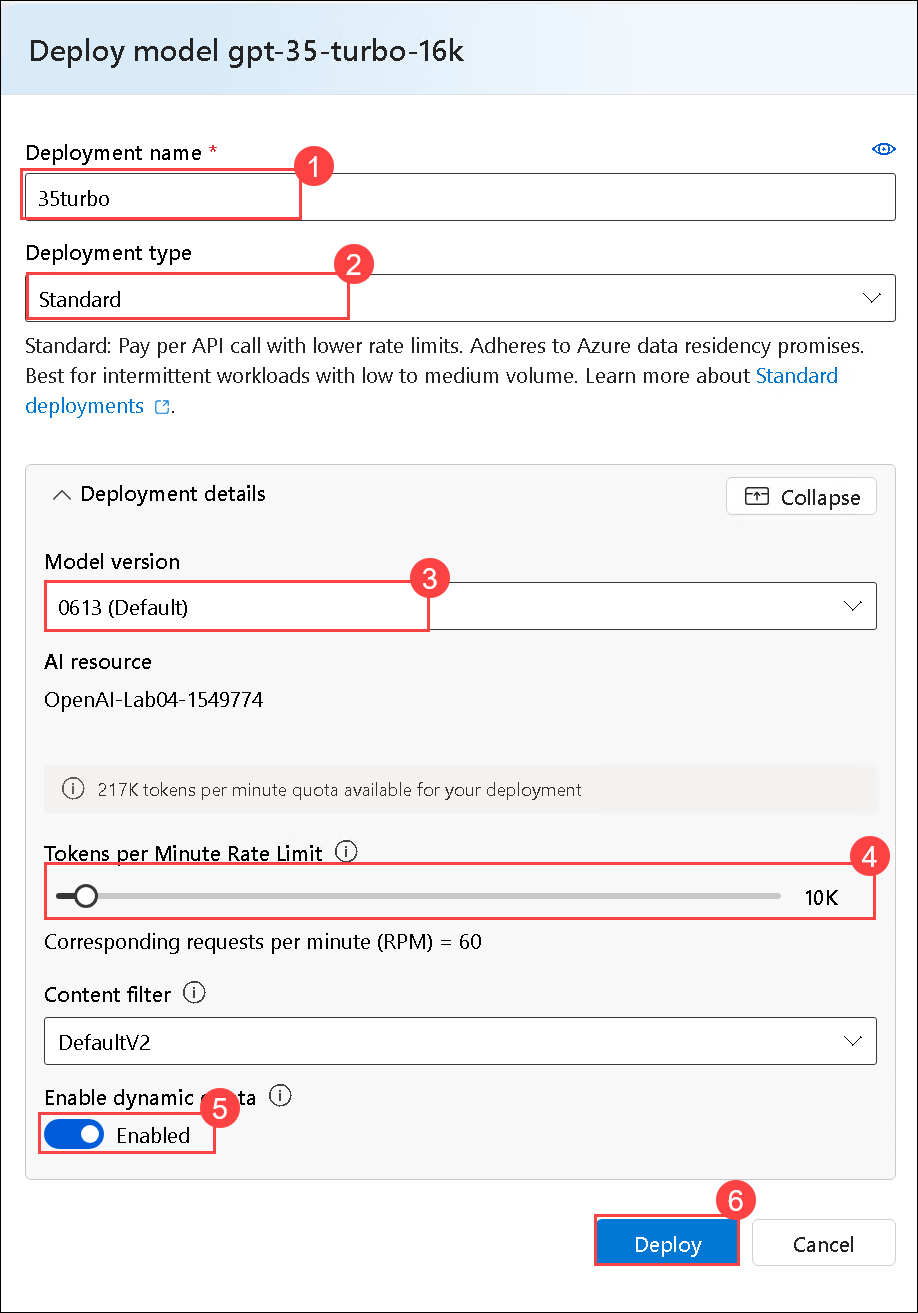 Deploy model gpt-35-turbo-16k
Deployment name *
1
35turbo
Deployment type
2
Standard
Standard: Pay per API call with lower rate limits. Adheres to Azure data residency promises.
Best for intermittent workloads with low to medium volume. Learn more about Standard
deployments.
Deployment details
Collapse
Model version
3
0613 (Default)
AI resource
OpenAI-Lab04-1549774
217K tokens per minute quota available for your deployment
Tokens per Minute Rate Limit
4
10K
Corresponding requests per minute (RPM) = 60
Content filter
DefaultV2
Enable dynamic
5
Enabled
6
Deploy
Cancel